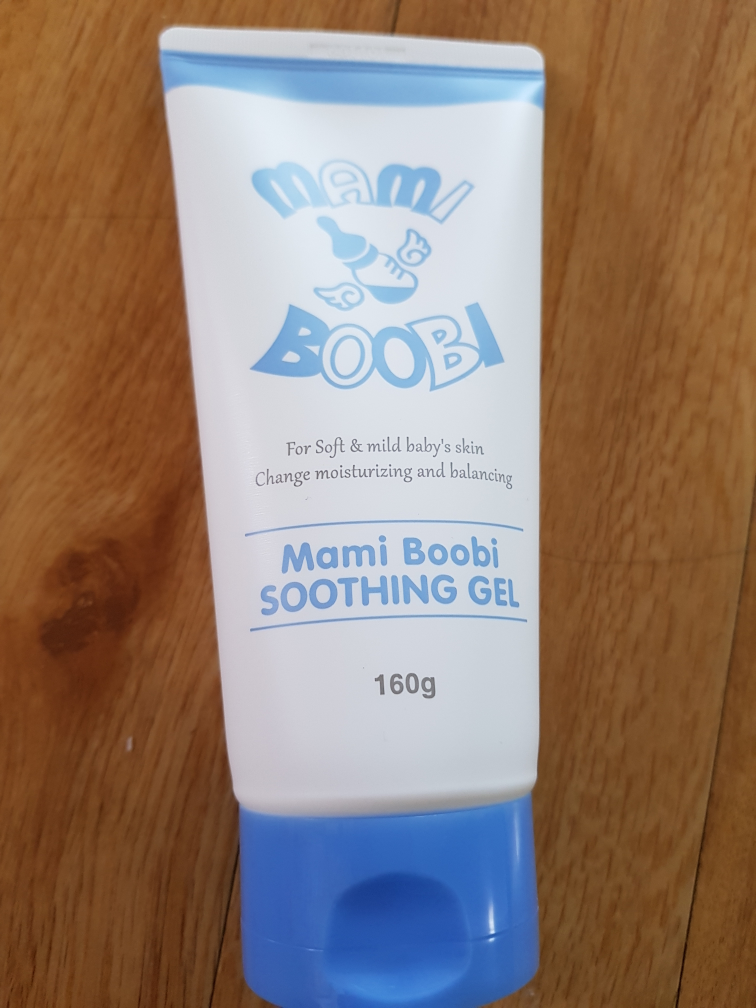 MAMI
BOOBI
For Soft & mild baby's skin
Change moisturizing and balancing
Mami Boobi
SOOTHING GEL
160g